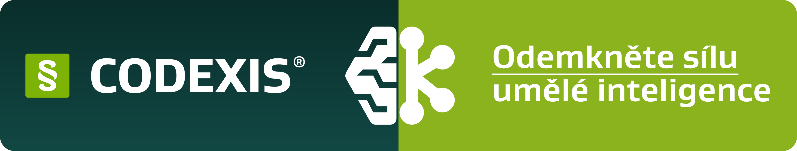 § CODEXIS®
Odemkněte sílu
umělé inteligence